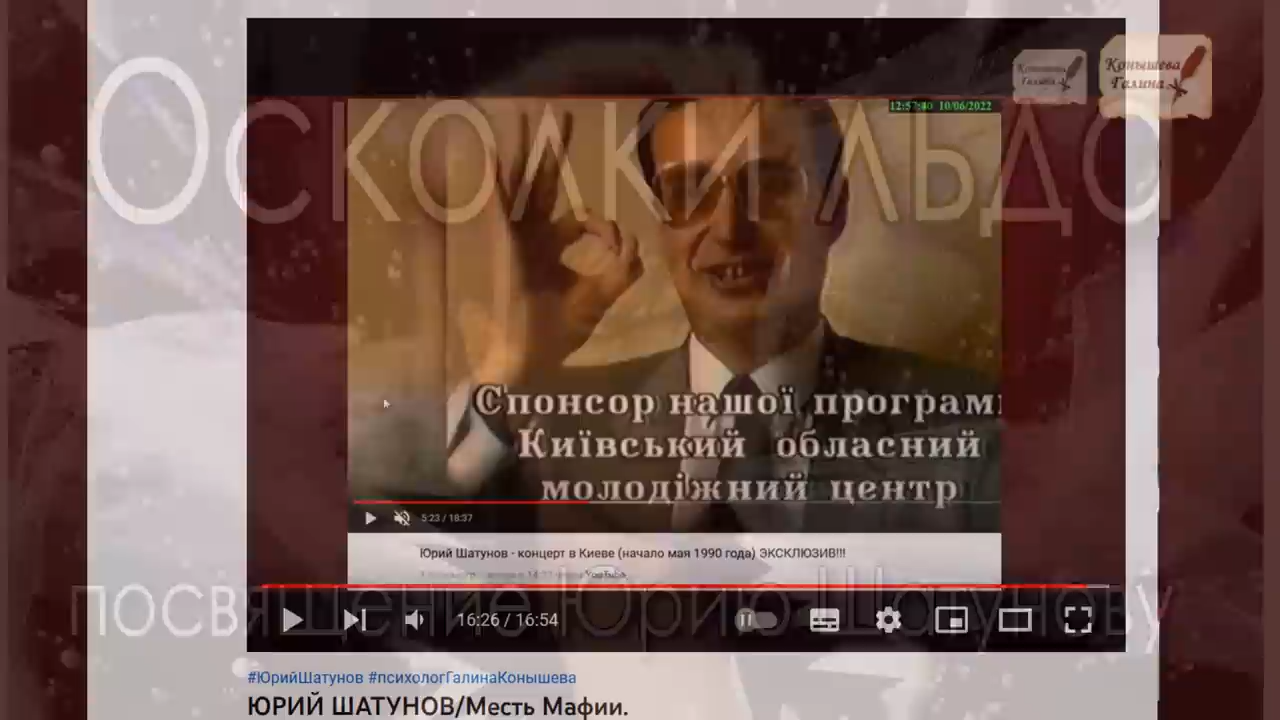 Конышева
Галина
Конышева
Галина
12:57:40 10/06/2022
Осколки льда
Спонсор нашої програми
Київський обласний
молодіжний центр
5:23 / 18:37
Юрий Шатунов - концерт в Киеве (начало мая 1990 года) ЭКСКЛЮЗИВ!!!
YouTube
посвящение Юрию Шатунову
16:26 / 16:54
#ЮрийШатунов #психологГалинаКонышева
ЮРИЙ ШАТУНОВ/Месть Мафии.